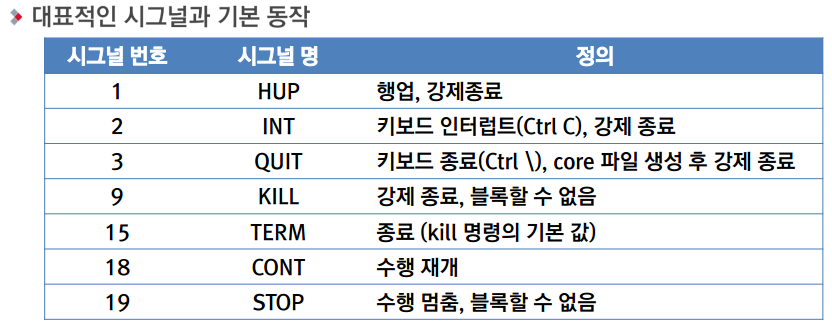 대표적인 시그널과 기본 동작
시그널 번호 시그널 명 정의
1 HUP 행업, 강제종료
2 INT 키보드 인터럽트(Ctrl C), 강제 종료
3 QUIT 키보드 종료(Ctrl \), core 파일 생성 후 강제 종료
9 KILL 강제 종료, 블록할 수 없음
15 TERM 종료 (kill 명령의 기본 값)
18 CONT 수행 재개
19 STOP 수행 멈춤, 블록할 수 없음